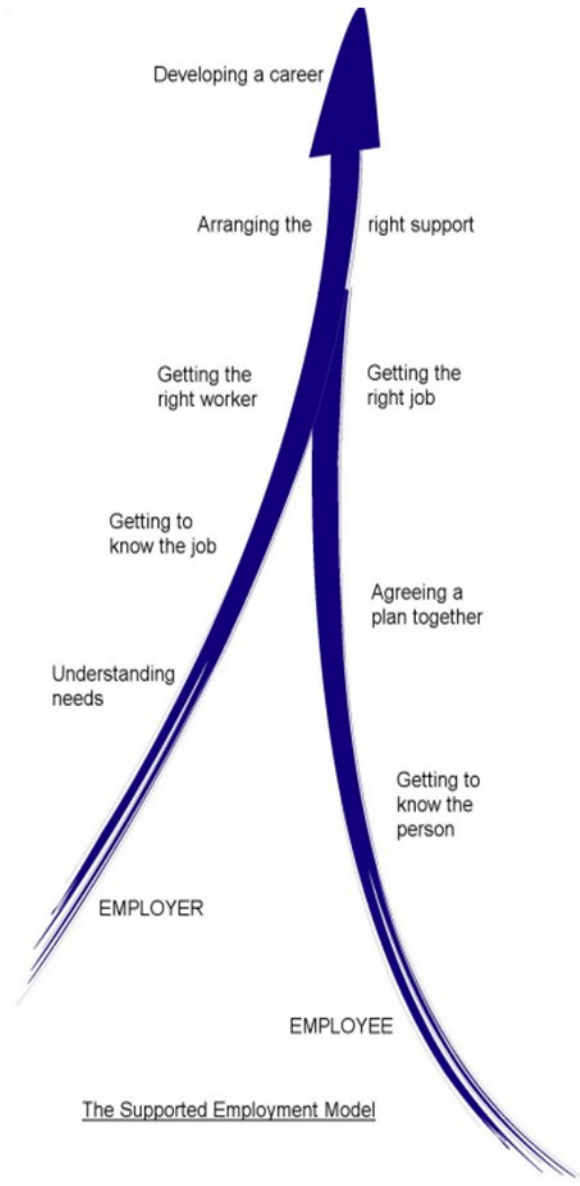 Developing a career
Arranging the right support
Getting the
right worker
Getting the
right job
Getting to
know the job
Agreeing a
plan together
Understanding
needs
Getting to
know the
person
EMPLOYER
EMPLOYEE
The Supported Employment Model